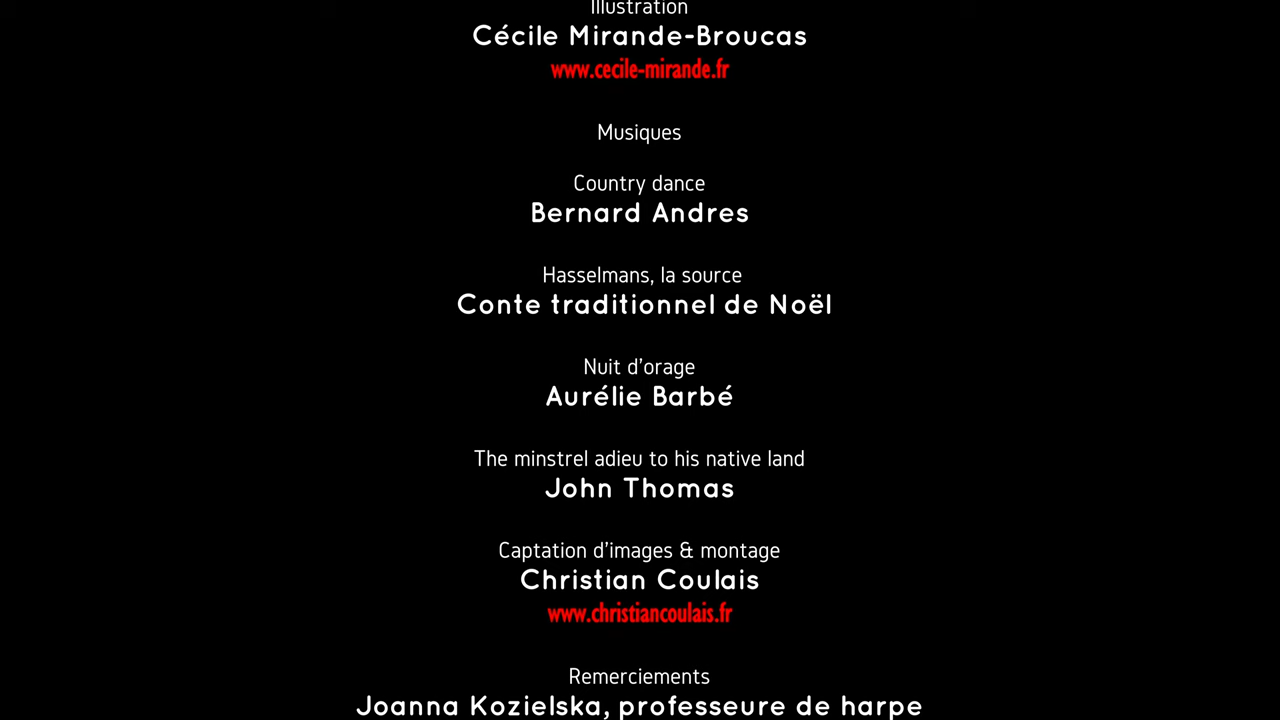 Illustration
Cécile Mirande-Broucas
www.cecile-mirande.fr
Musiques
Country dance
Bernard Andres
Hasselmans, la source
Conte traditionnel de Noël
Nuit d’orage
Aurélie Barbé
The minstrel adieu to his native land
John Thomas
Captation d’images & montage
Christian Coulais
www.christiancoulais.fr
Remerciements
Joanna Kozielska, professeure de harpe